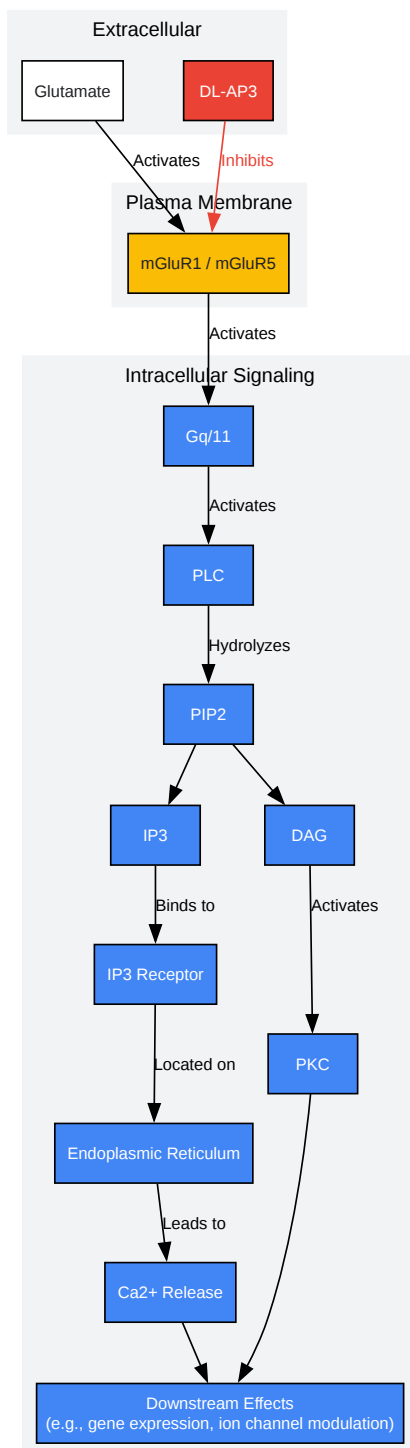 Extracellular
Glutamate
DL-AP3
Activates
Inhibits
Plasma Membrane
mGluR1 / mGluR5
Activates
Intracellular Signaling
Gq/11
Activates
PLC
Hydrolyzes
PIP2
IP3
DAG
Binds to
Activates
IP3 Receptor
Located on
PKC
Endoplasmic Reticulum
Leads to
Ca2+ Release
Downstream Effects
(e.g., gene expression, ion channel modulation)